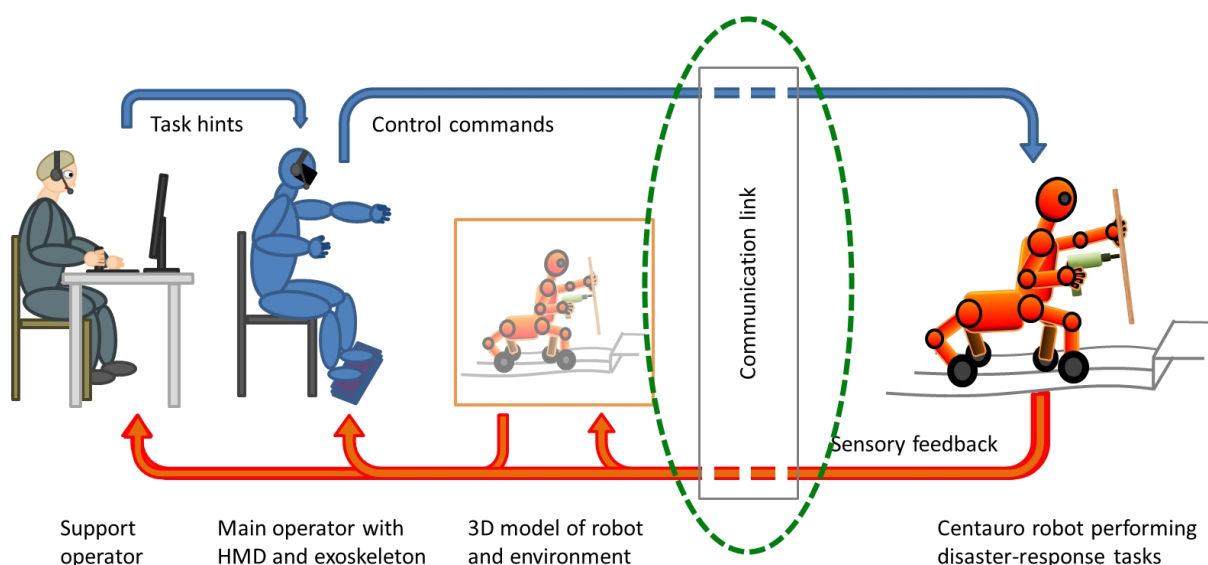 Task hints
Control commands
Communication link
Sensory feedback
Support
operator
Main operator with
HMD and exoskeleton
3D model of robot
and environment
Centauro robot performing
disaster-response tasks